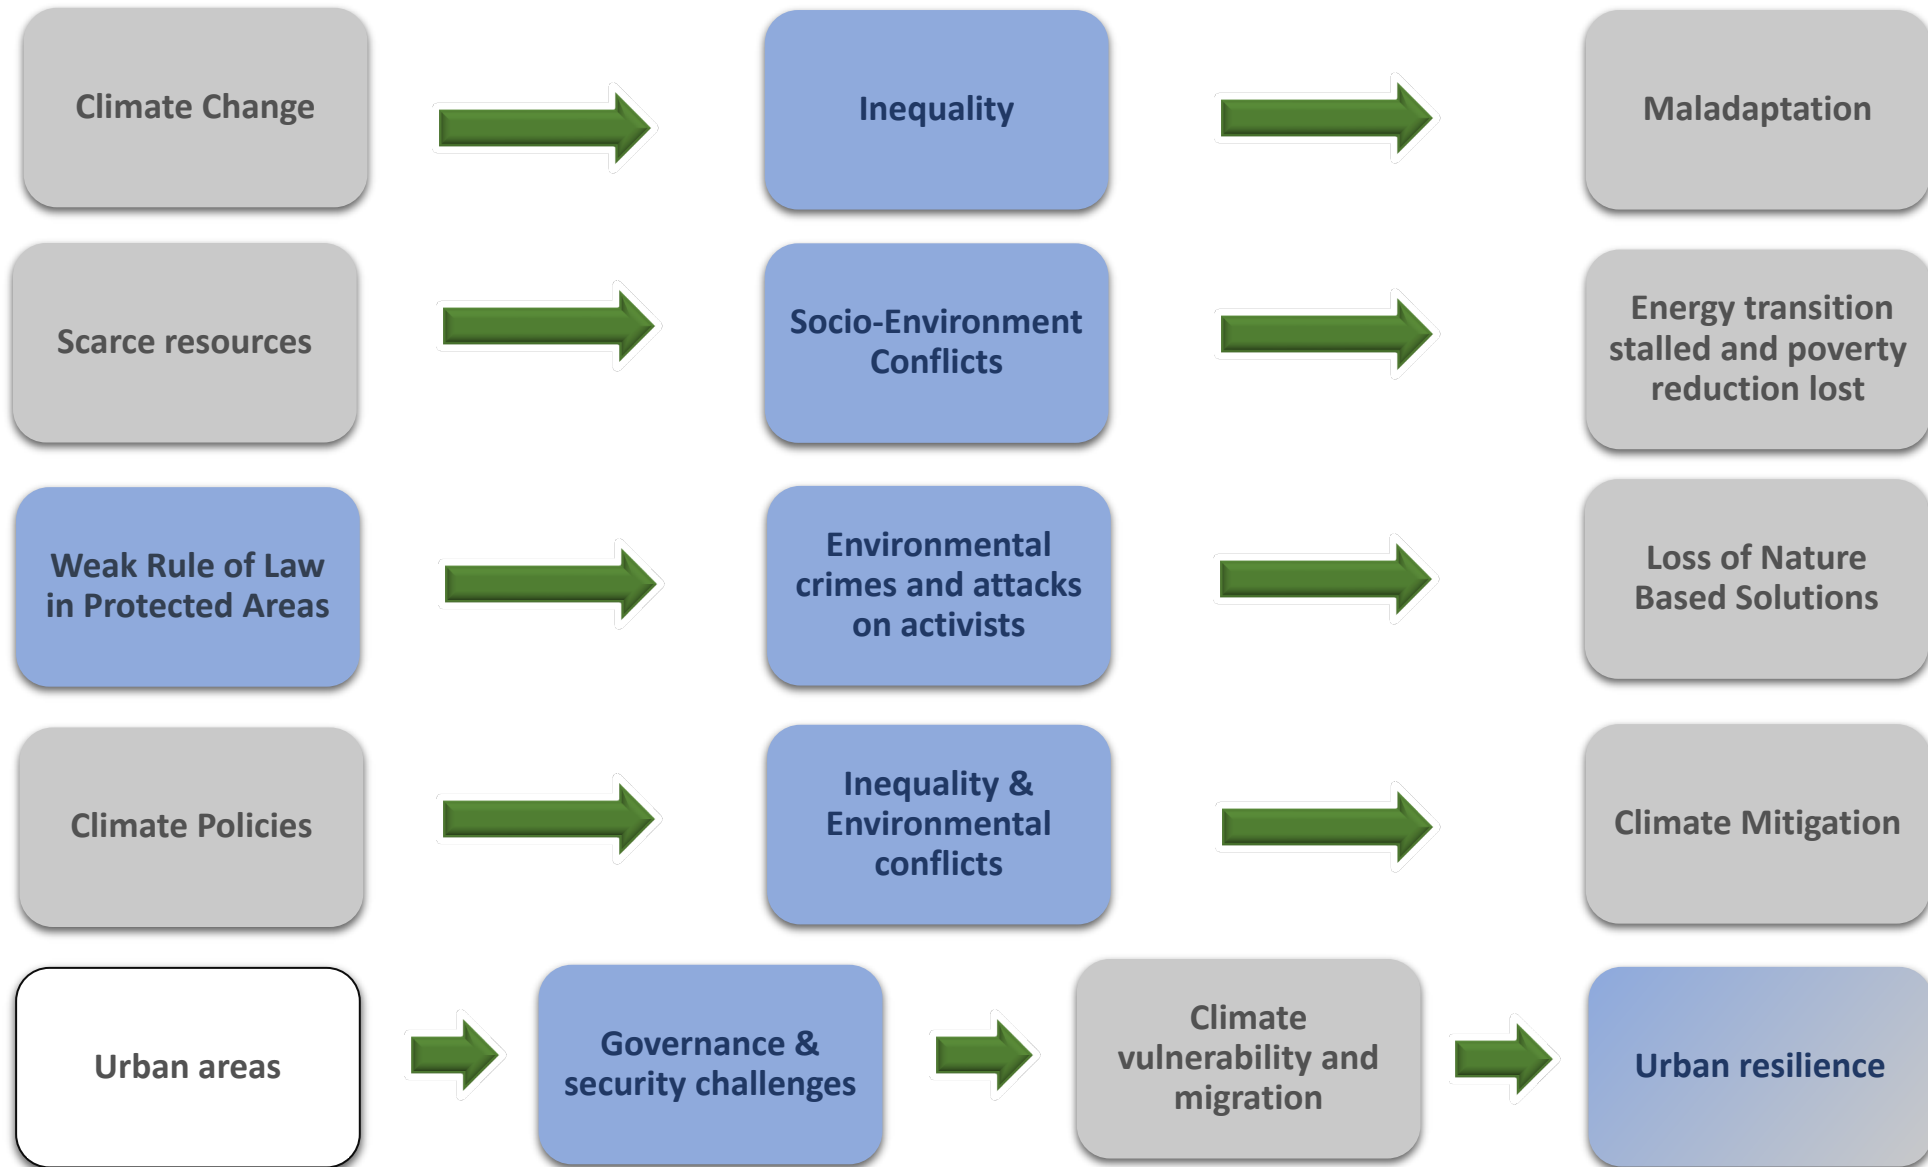 Climate Change
Inequality
Maladaptation
Scarce resources
Socio-Environment
Conflicts
Energy transition
stalled and poverty
reduction lost
Weak Rule of Law
in Protected Areas
Environmental
crimes and attacks
on activists
Loss of Nature
Based Solutions
Climate Policies
Inequality &
Environmental
conflicts
Climate Mitigation
Urban areas
Governance &
security challenges
Climate
vulnerability and
migration
Urban resilience